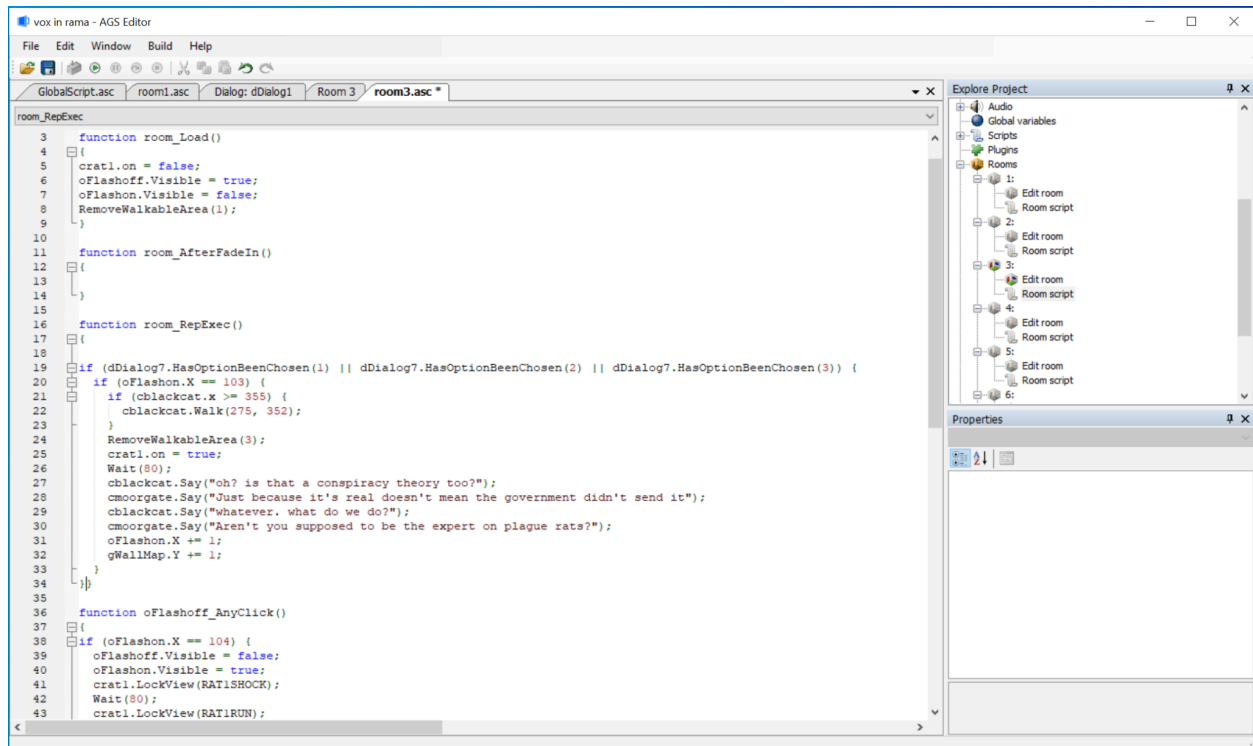 vox in rama - AGS Editor
File Edit Window Build Help
GlobalScript.asc room1.asc Dialog: dDialog1 Room 3 room3.asc *
room_RepExec
3 function room_Load()
4 {
5 crat1.on = false;
6 oFlashoff.Visible = true;
7 oFlashon.Visible = false;
8 RemoveWalkableArea(1);
9 }
10
11 function room_AfterFadeIn()
12 {
13
14 }
15
16 function room_RepExec()
17 {
18
19 if (dDialog7.HasOptionBeenChosen(1) || dDialog7.HasOptionBeenChosen(2) || dDialog7.HasOptionBeenChosen(3)) {
20 if (oFlashon.X == 103) {
21 if (cblackcat.x >= 355) {
22 cblackcat.Walk(275, 352);
23 }
24 RemoveWalkableArea(3);
25 crat1.on = true;
26 Wait(80);
27 cblackcat.Say("oh? is that a conspiracy theory too?");
28 cmoorgate.Say("Just because it's real doesn't mean the government didn't send it");
29 cblackcat.Say("whatever. what do we do?");
30 cmoorgate.Say("Aren't you supposed to be the expert on plague rats?");
31 oFlashon.X += 1;
32 gWallMap.Y += 1;
33 }
34 }}
35
36 function oFlashoff_AnyClick()
37 {
38 if (oFlashon.X == 104) {
39 oFlashoff.Visible = false;
40 oFlashon.Visible = true;
41 crat1.LockView(RAT1SHOCK);
42 Wait(80);
43 crat1.LockView(RAT1RUN);
Explore Project
Audio
Global variables
Scripts
Plugins
Rooms
1:
Edit room
Room script
2:
Edit room
Room script
3:
Edit room
Room script
4:
Edit room
Room script
5:
Edit room
Room script
6:
Properties